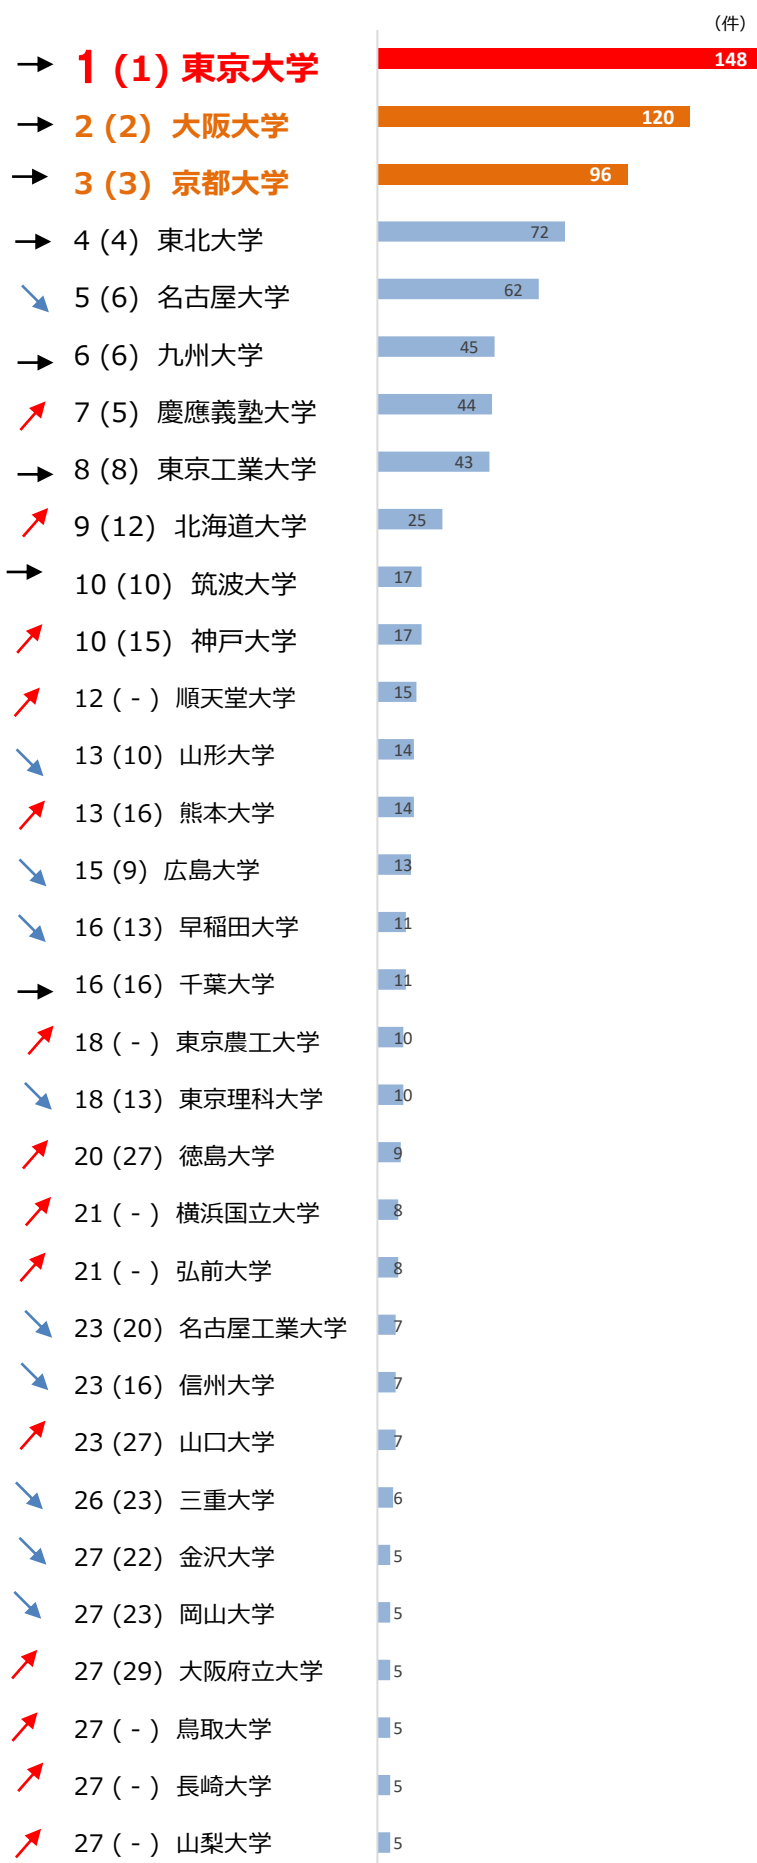 （件）
1 (1) 東京大学 148
2 (2) 大阪大学 120
3 (3) 京都大学 96
4 (4) 東北大学 72
5 (6) 名古屋大学 62
6 (6) 九州大学 45
7 (5) 慶應義塾大学 44
8 (8) 東京工業大学 43
9 (12) 北海道大学 25
10 (10) 筑波大学 17
10 (15) 神戸大学 17
12 ( - ) 順天堂大学 15
13 (10) 山形大学 14
13 (16) 熊本大学 14
15 (9) 広島大学 13
16 (13) 早稲田大学 11
16 (16) 千葉大学 11
18 ( - ) 東京農工大学 10
18 (13) 東京理科大学 10
20 (27) 徳島大学 9
21 ( - ) 横浜国立大学 8
21 ( - ) 弘前大学 8
23 (20) 名古屋工業大学 7
23 (16) 信州大学 7
23 (27) 山口大学 7
26 (23) 三重大学 6
27 (22) 金沢大学 5
27 (23) 岡山大学 5
27 (29) 大阪府立大学 5
27 ( - ) 鳥取大学 5
27 ( - ) 長崎大学 5
27 ( - ) 山梨大学 5